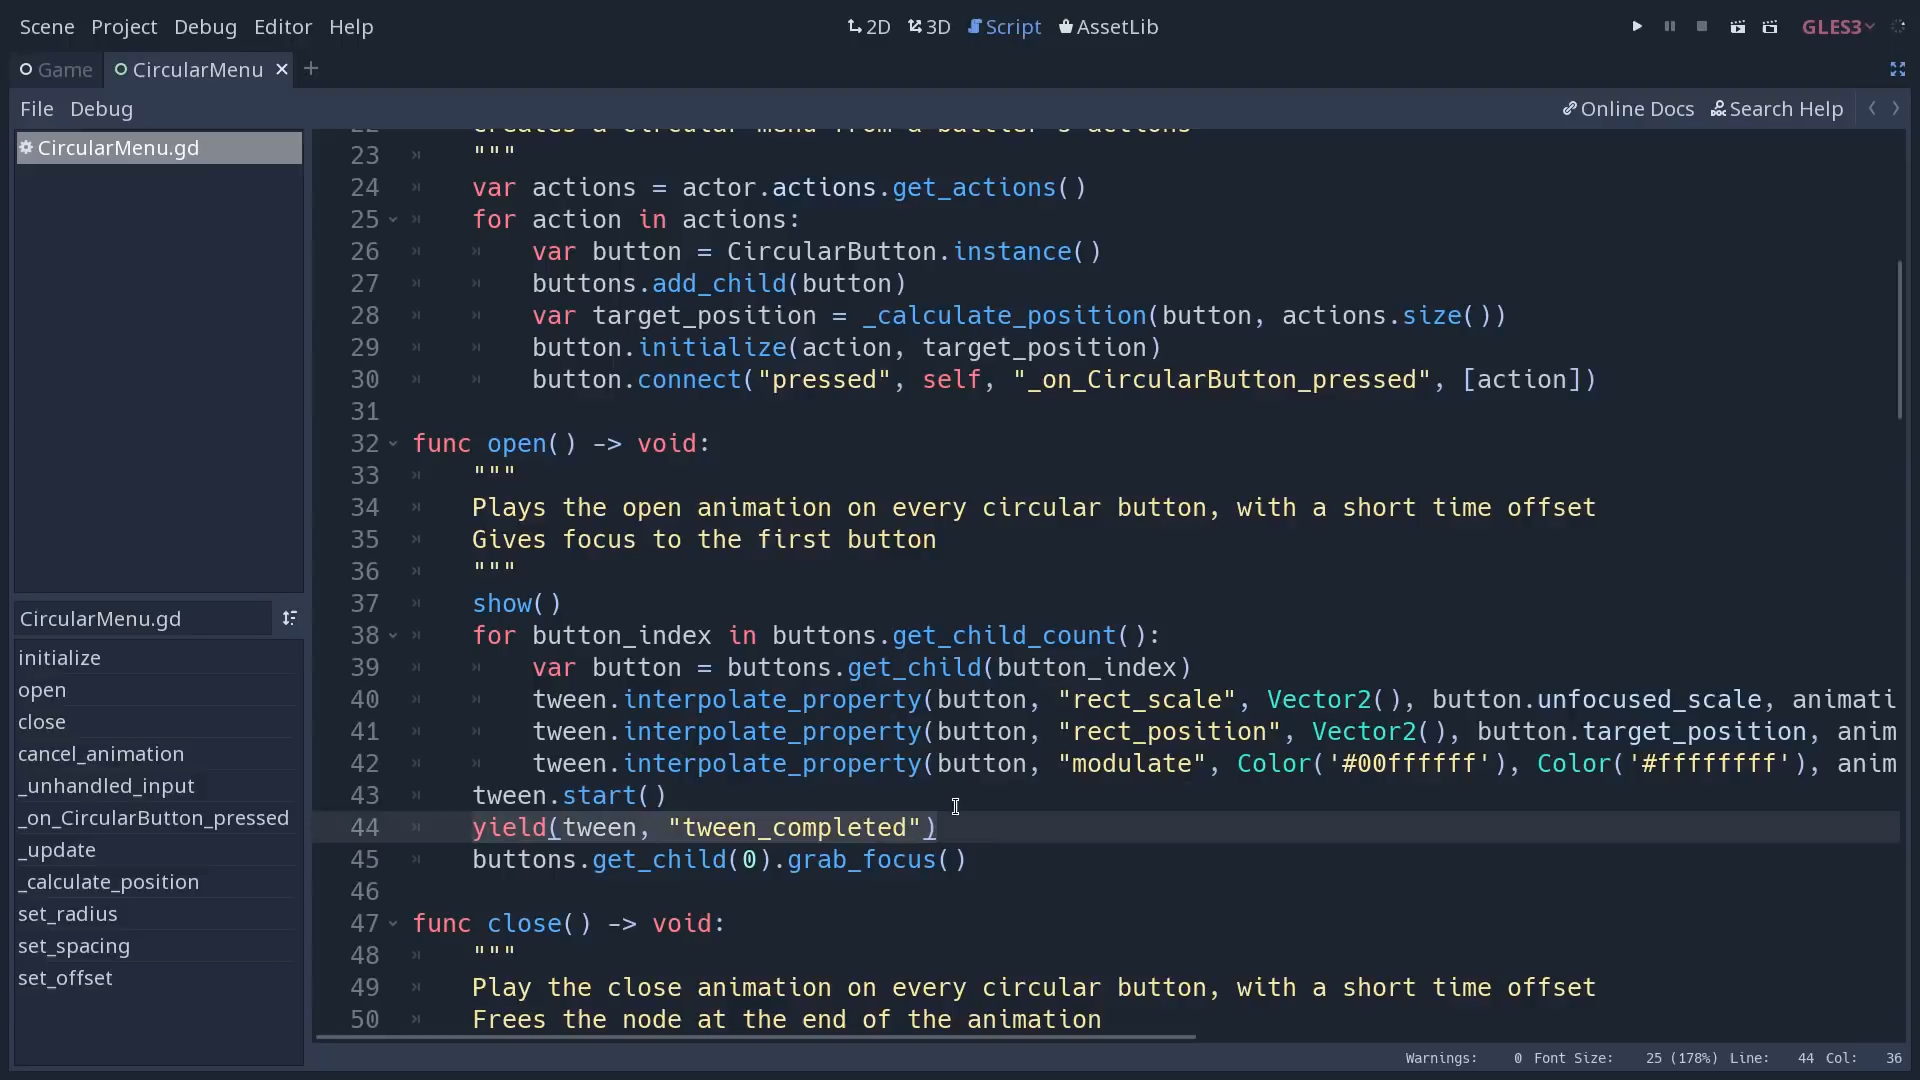 Scene Project Debug Editor Help 2D 3D Script AssetLib GLES3
Game CircularMenu
File Debug Online Docs Search Help
CircularMenu.gd
CircularMenu.gd
initialize
open
close
cancel_animation
_unhandled_input
_on_CircularButton_pressed
_update
_calculate_position
set_radius
set_spacing
set_offset
22 Creates a circular menu from a battler's actions
23 """
24 var actions = actor.actions.get_actions()
25 for action in actions:
26 var button = CircularButton.instance()
27 buttons.add_child(button)
28 var target_position = _calculate_position(button, actions.size())
29 button.initialize(action, target_position)
30 button.connect("pressed", self, "_on_CircularButton_pressed", [action])
31
32 func open() -> void:
33 """
34 Plays the open animation on every circular button, with a short time offset
35 Gives focus to the first button
36 """
37 show()
38 for button_index in buttons.get_child_count():
39 var button = buttons.get_child(button_index)
40 tween.interpolate_property(button, "rect_scale", Vector2(), button.unfocused_scale, animati
41 tween.interpolate_property(button, "rect_position", Vector2(), button.target_position, anim
42 tween.interpolate_property(button, "modulate", Color('#00ffffff'), Color('#ffffffff'), anim
43 tween.start()
44 yield(tween, "tween_completed")
45 buttons.get_child(0).grab_focus()
46
47 func close() -> void:
48 """
49 Play the close animation on every circular button, with a short time offset
50 Frees the node at the end of the animation
Warnings: 0 Font Size: 25 (178%) Line: 44 Col: 36